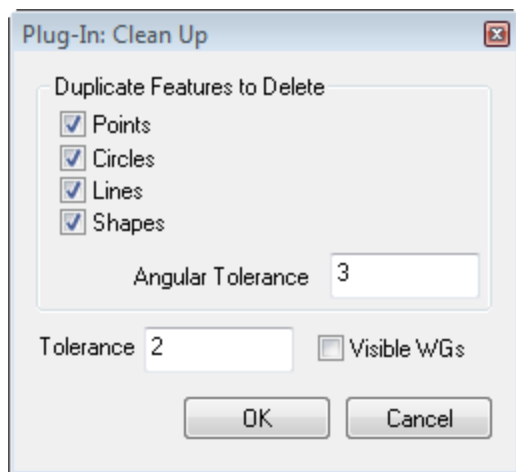 Plug-In: Clean Up
Duplicate Features to Delete
Points
Circles
Lines
Shapes
Angular Tolerance 3
Tolerance 2 Visible WGs
OK Cancel